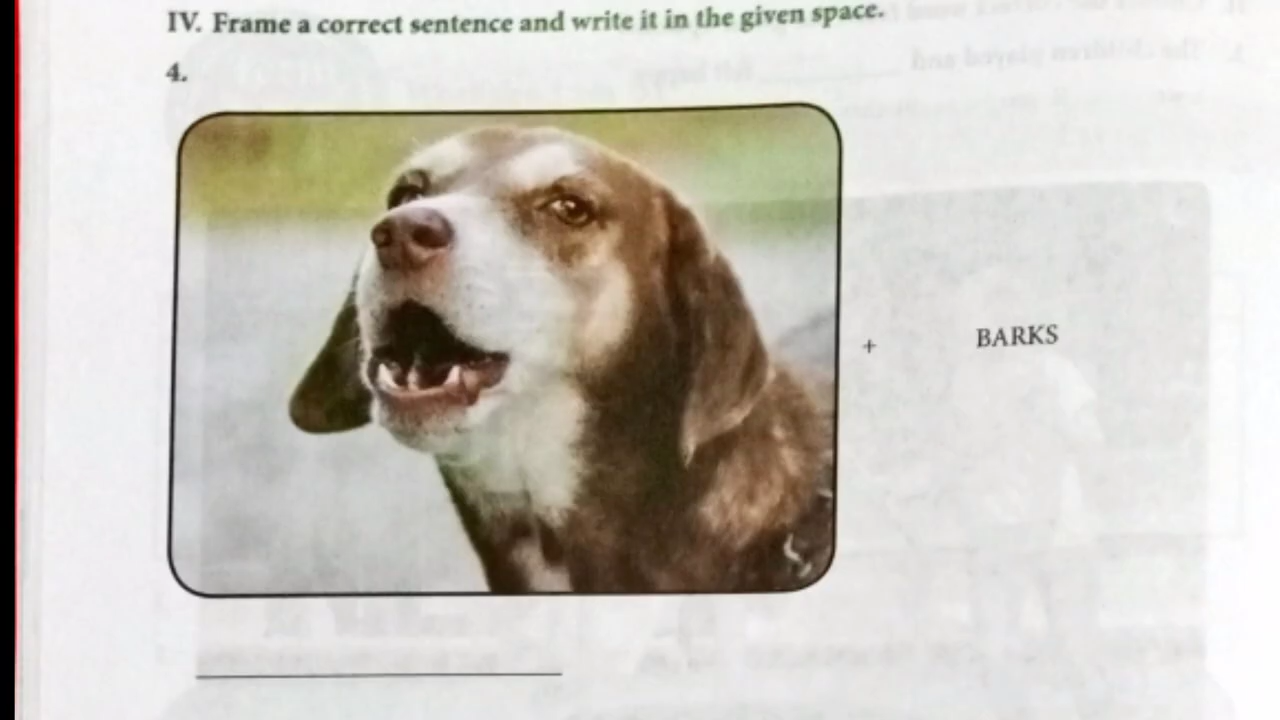 IV. Frame a correct sentence and write it in the given space.
4.
+ BARKS